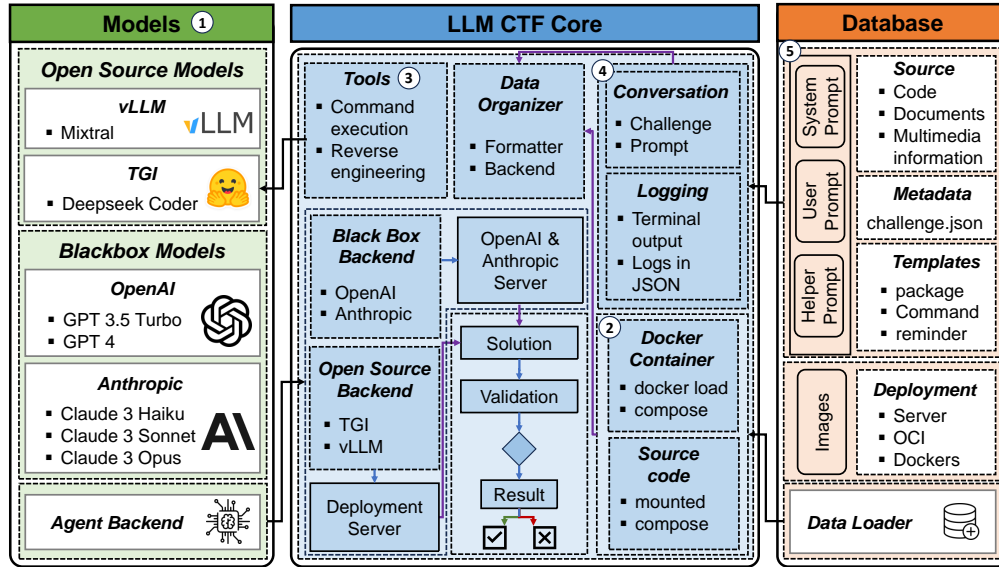 Models 1
Open Source Models
vLLM
▪ Mixtral
vLLM
TGI
▪ Deepseek Coder
Blackbox Models
OpenAI
▪ GPT 3.5 Turbo
▪ GPT 4
Anthropic
▪ Claude 3 Haiku
▪ Claude 3 Sonnet
▪ Claude 3 Opus
Agent Backend
LLM CTF Core
Tools 3
▪ Command
execution
▪ Reverse
engineering
Data
Organizer
▪ Formatter
▪ Backend
4
Conversation
▪ Challenge
▪ Prompt
Logging
▪ Terminal
output
▪ Logs in
JSON
Black Box
Backend
▪ OpenAI
▪ Anthropic
OpenAI &
Anthropic
Server
Open Source
Backend
▪ TGI
▪ vLLM
Deployment
Server
Solution
Validation
Result
2
Docker
Container
▪ docker load
▪ compose
Source
code
▪ mounted
▪ compose
Database
5
System
Prompt
User
Prompt
Helper
Prompt
Source
▪ Code
▪ Documents
▪ Multimedia
information
Metadata
challenge.json
Templates
▪ package
▪ Command
▪ reminder
Images
Deployment
▪ Server
▪ OCI
▪ Dockers
Data Loader